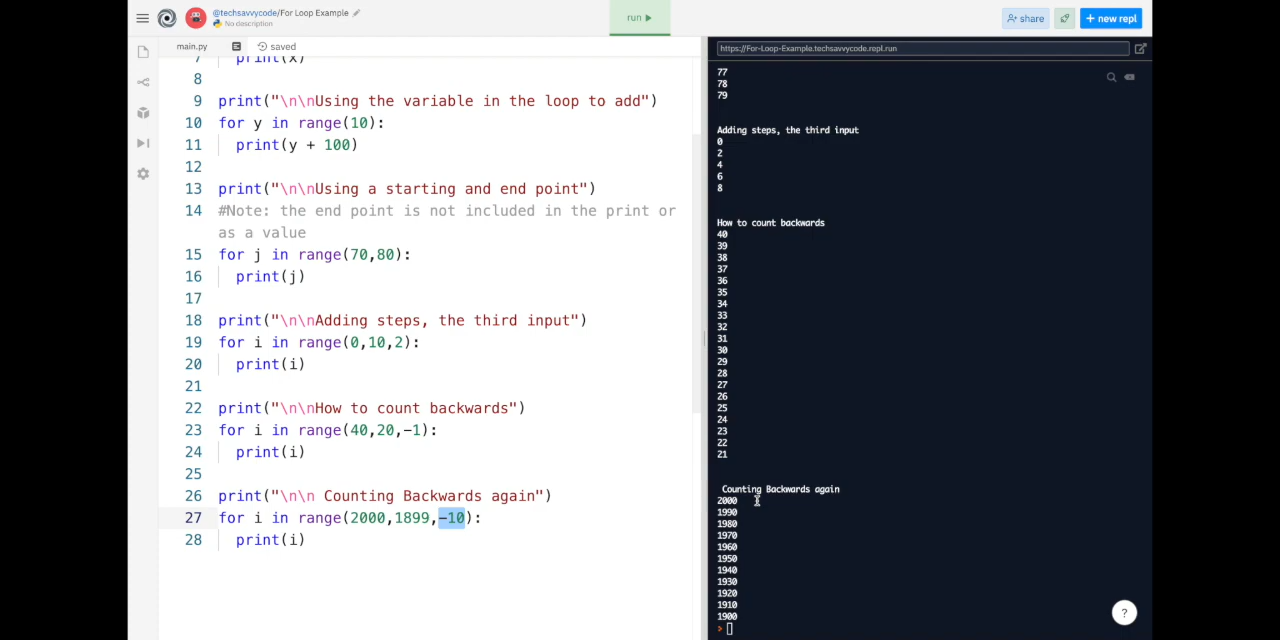 @techsavvycode/For Loop Example
No description
run
share
+ new repl
main.py
saved
https://For-Loop-Example.techsavvycode.repl.run
7 print(x)
8
9 print("\n\nUsing the variable in the loop to add")
10 for y in range(10):
11 print(y + 100)
12
13 print("\n\nUsing a starting and end point")
14 #Note: the end point is not included in the print or
as a value
15 for j in range(70,80):
16 print(j)
17
18 print("\n\nAdding steps, the third input")
19 for i in range(0,10,2):
20 print(i)
21
22 print("\n\nHow to count backwards")
23 for i in range(40,20,-1):
24 print(i)
25
26 print("\n\n Counting Backwards again")
27 for i in range(2000,1899,-10):
28 print(i)
77
78
79
Adding steps, the third input
0
2
4
6
8
How to count backwards
40
39
38
37
36
35
34
33
32
31
30
29
28
27
26
25
24
23
22
21
Counting Backwards again
2000
1990
1980
1970
1960
1950
1940
1930
1920
1910
1900
>
?